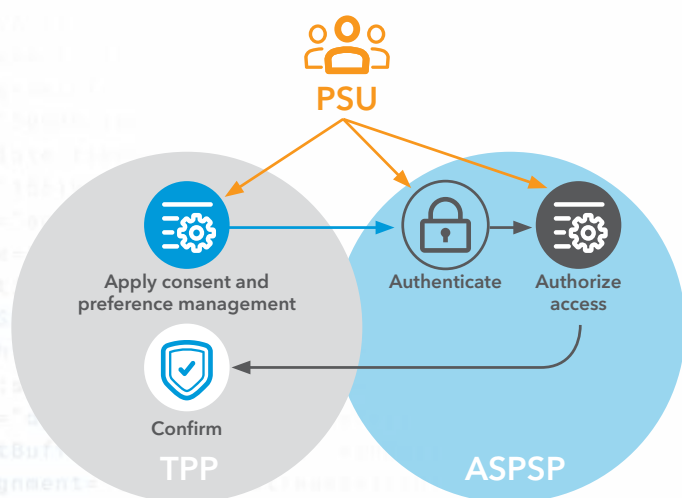 PSU
Apply consent and
preference management
Authenticate
Authorize
access
Confirm
TPP
ASPSP